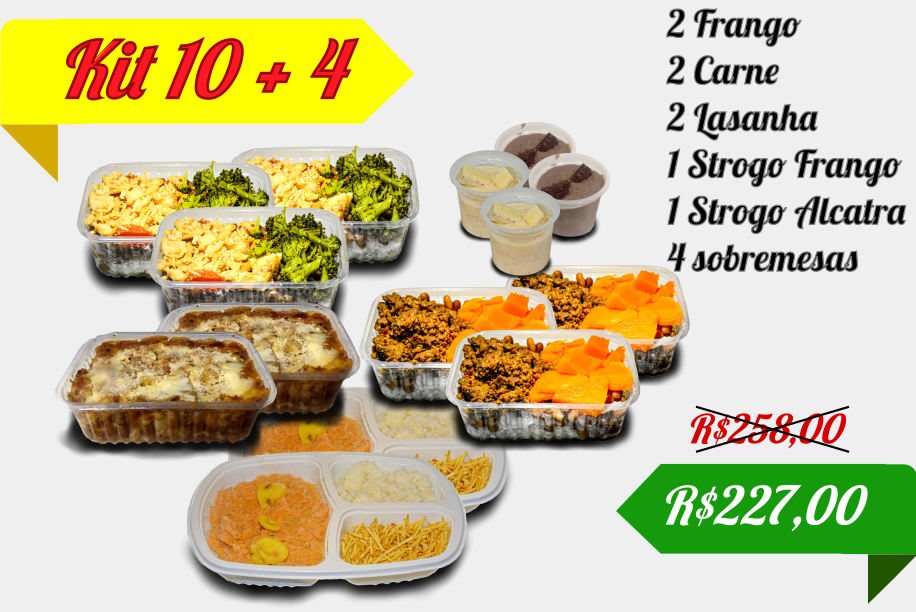 Kit 10 + 4
2 Frango
2 Carne
2 Lasanha
1 Strogo Frango
1 Strogo Alcatra
4 sobremesas
R$258,00
R$227,00